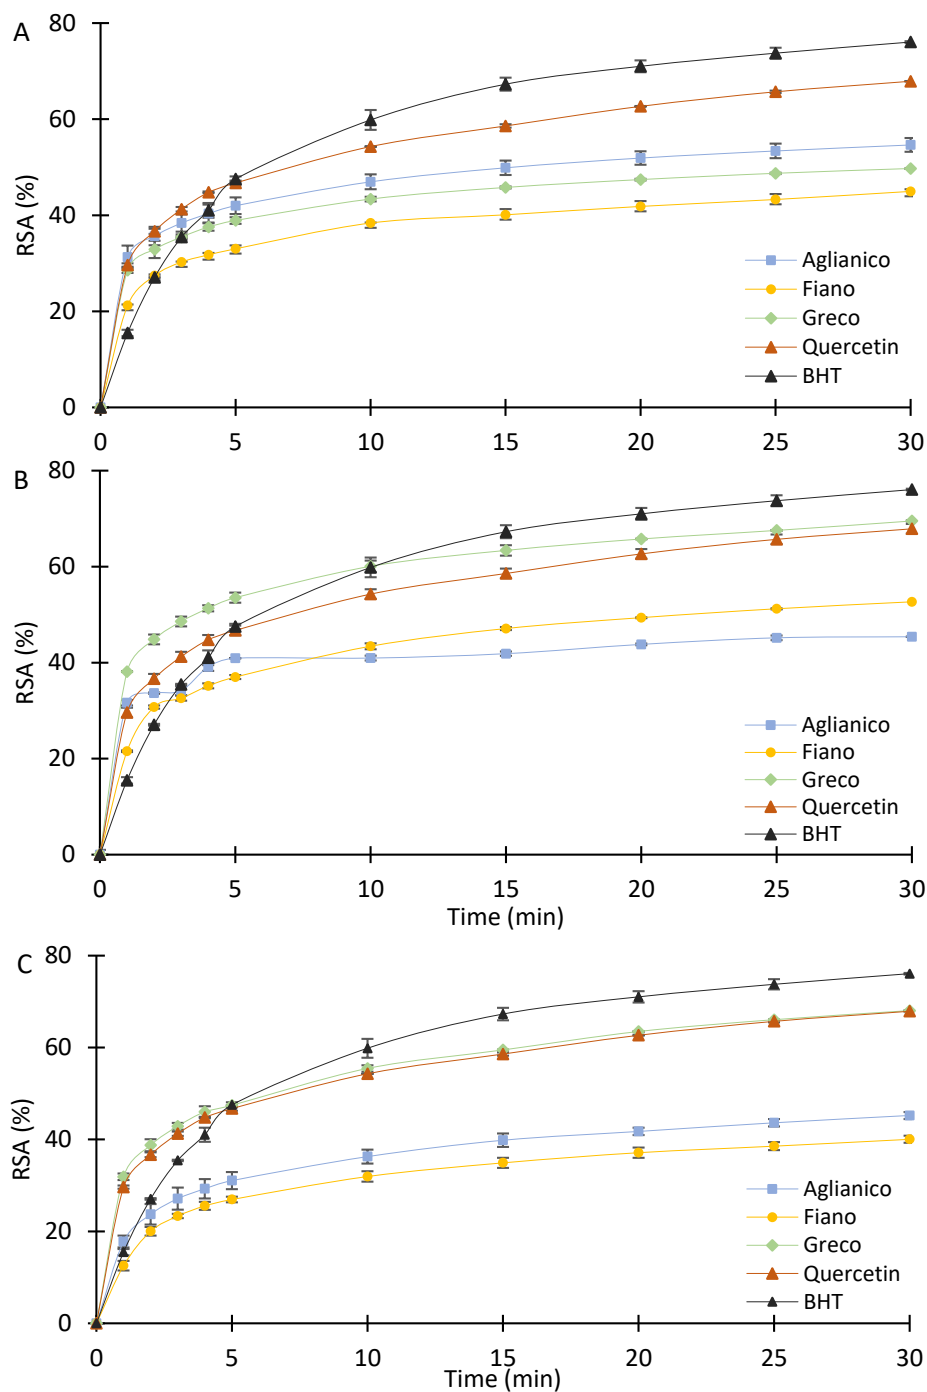 A
80
60
40
20
0
RSA (%)
Aglianico
Fiano
Greco
Quercetin
BHT
0 5 10 15 20 25 30
B
80
60
40
20
0
RSA (%)
Aglianico
Fiano
Greco
Quercetin
BHT
0 5 10 15 20 25 30
Time (min)
C
80
60
40
20
0
RSA (%)
Aglianico
Fiano
Greco
Quercetin
BHT
0 5 10 15 20 25 30
Time (min)